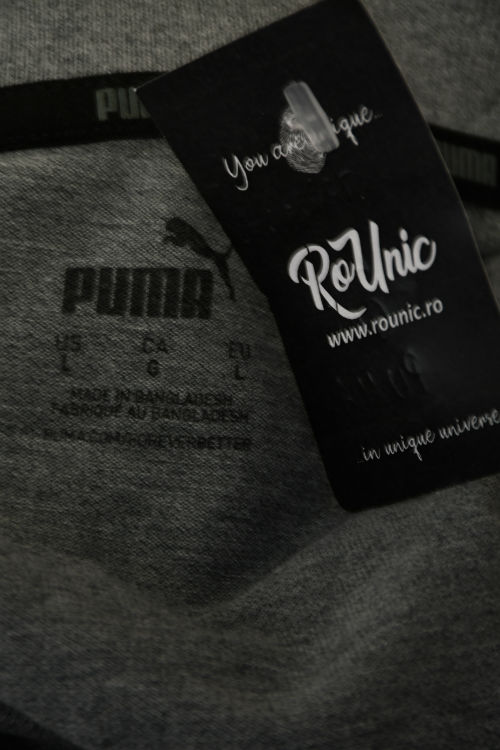 PUMA
US CA EU
L G L
MADE IN BANGLADESH
FABRIQUÉ AU BANGLADESH
PUMA.COM/FOREVERBETTER
You are
RoUnic
www.rounic.ro
...in unique universe
PUMA